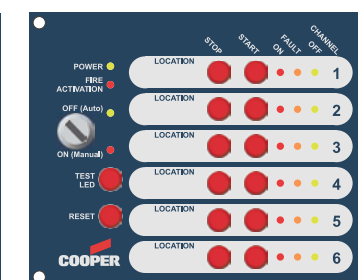 STOP START ON FAULT OFF CHANNEL
POWER
FIRE
ACTIVATION
OFF (Auto)
ON (Manual)
TEST
LED
RESET
COOPER
LOCATION 1
LOCATION 2
LOCATION 3
LOCATION 4
LOCATION 5
LOCATION 6